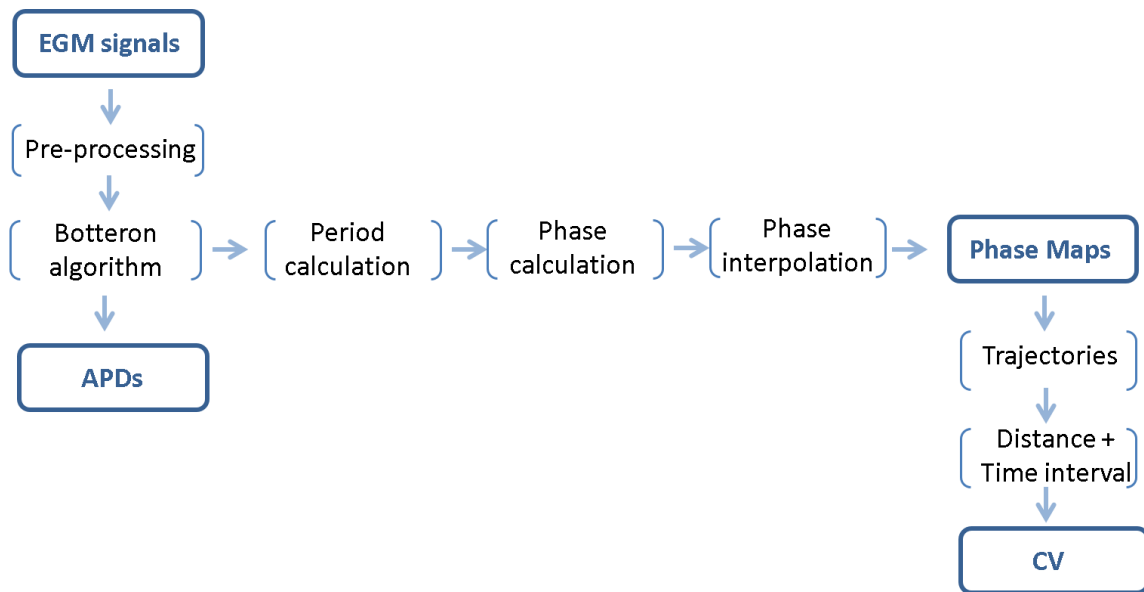 EGM signals
Pre-processing
Botteron
algorithm
Period
calculation
Phase
calculation
Phase
interpolation
Phase Maps
APDs
Trajectories
Distance +
Time interval
CV